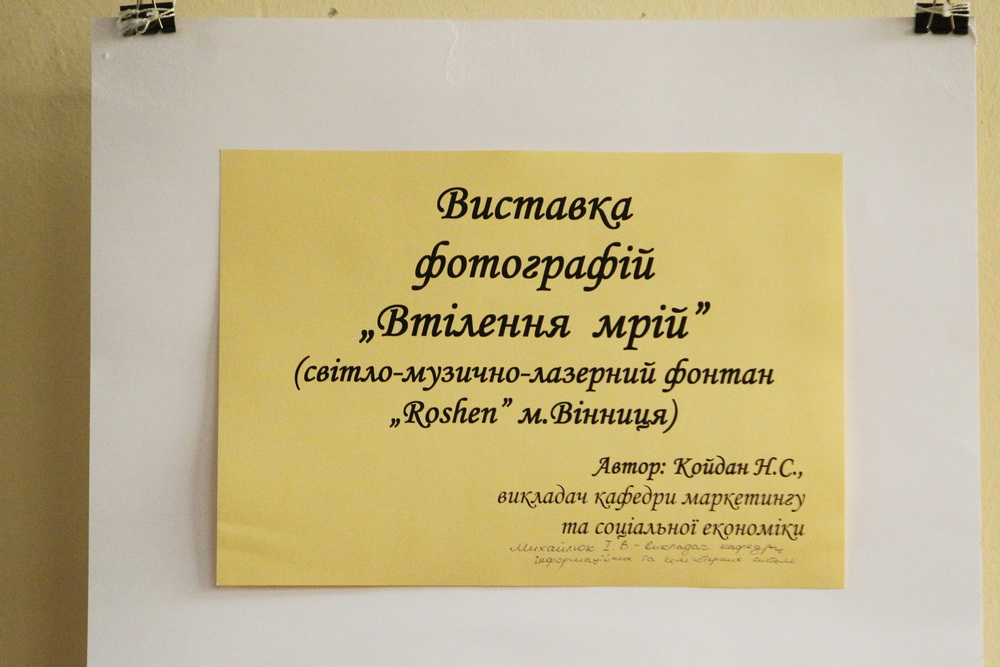 Виставка
фотографій
„Втілення мрій”
(світло-музично-лазерний фонтан
„Roshen” м.Вінниця)
Автор: Койдан Н.С.,
викладач кафедри маркетингу
та соціальної економіки
Михайлюк І.В - викладач кафедри
інформаційних та комп'ютерних систем